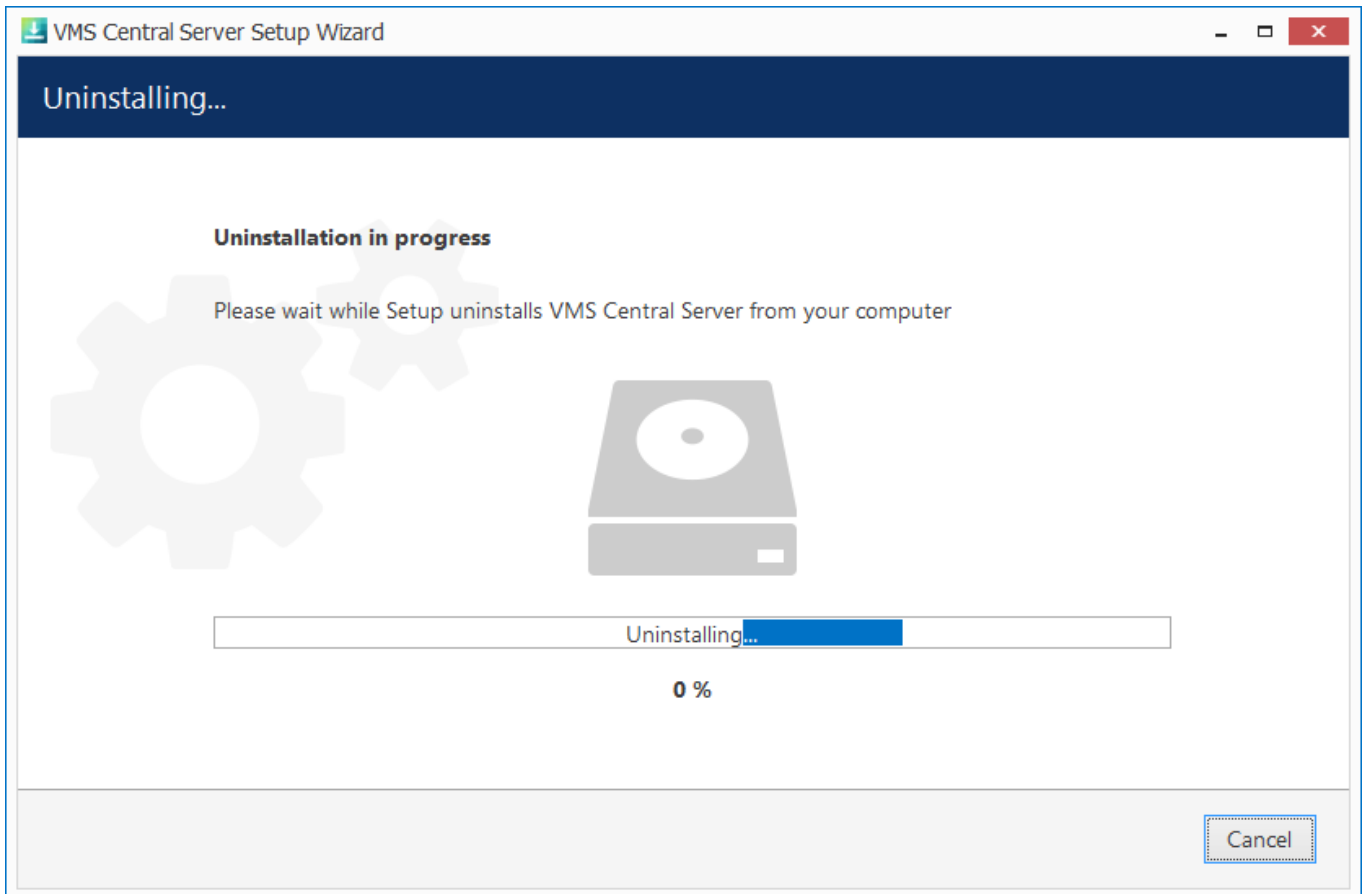 VMS Central Server Setup Wizard
Uninstalling...
Uninstallation in progress
Please wait while Setup uninstalls VMS Central Server from your computer
Uninstalling...
0 %
Cancel